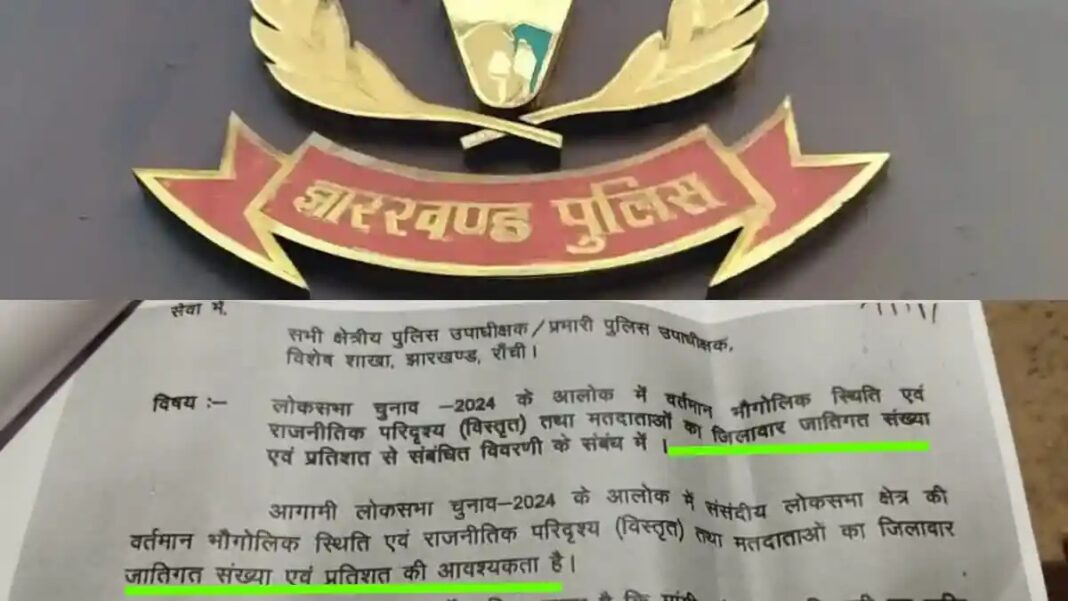 झारखण्ड पुलिस
सेवा में,
सभी क्षेत्रीय पुलिस उपाधीक्षक/प्रभारी पुलिस उपाधीक्षक,
विशेष शाखा, झारखण्ड, राँची।
विषय :– लोकसभा चुनाव –2024 के आलोक में वर्तमान भौगोलिक स्थिति एवं
राजनीतिक परिदृश्य (विस्तृत) तथा मतदाताओं का जिलावार जातिगत संख्या
एवं प्रतिशत से संबंधित विवरणी के संबंध में ।
आगामी लोकसभा चुनाव–2024 के आलोक में संसंदीय लोकसभा क्षेत्र की
वर्तमान भौगोलिक स्थिति एवं राजनीतिक परिदृश्य (विस्तृत) तथा मतदाताओं का जिलावार
जातिगत संख्या एवं प्रतिशत की आवश्यकता है।